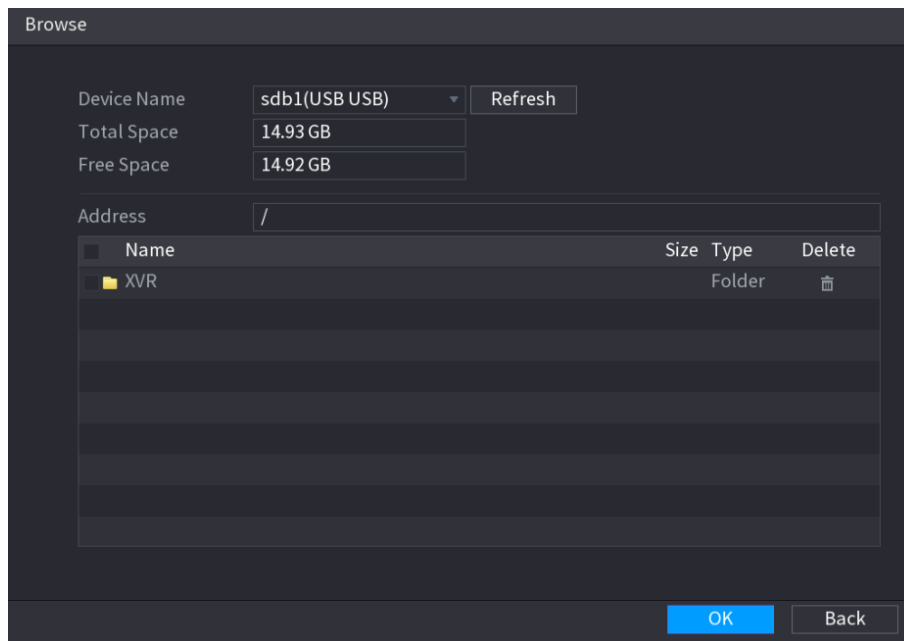 Browse
Device Name sdb1(USB USB) Refresh
Total Space 14.93 GB
Free Space 14.92 GB
Address /
Name Size Type Delete
XVR Folder
OK Back